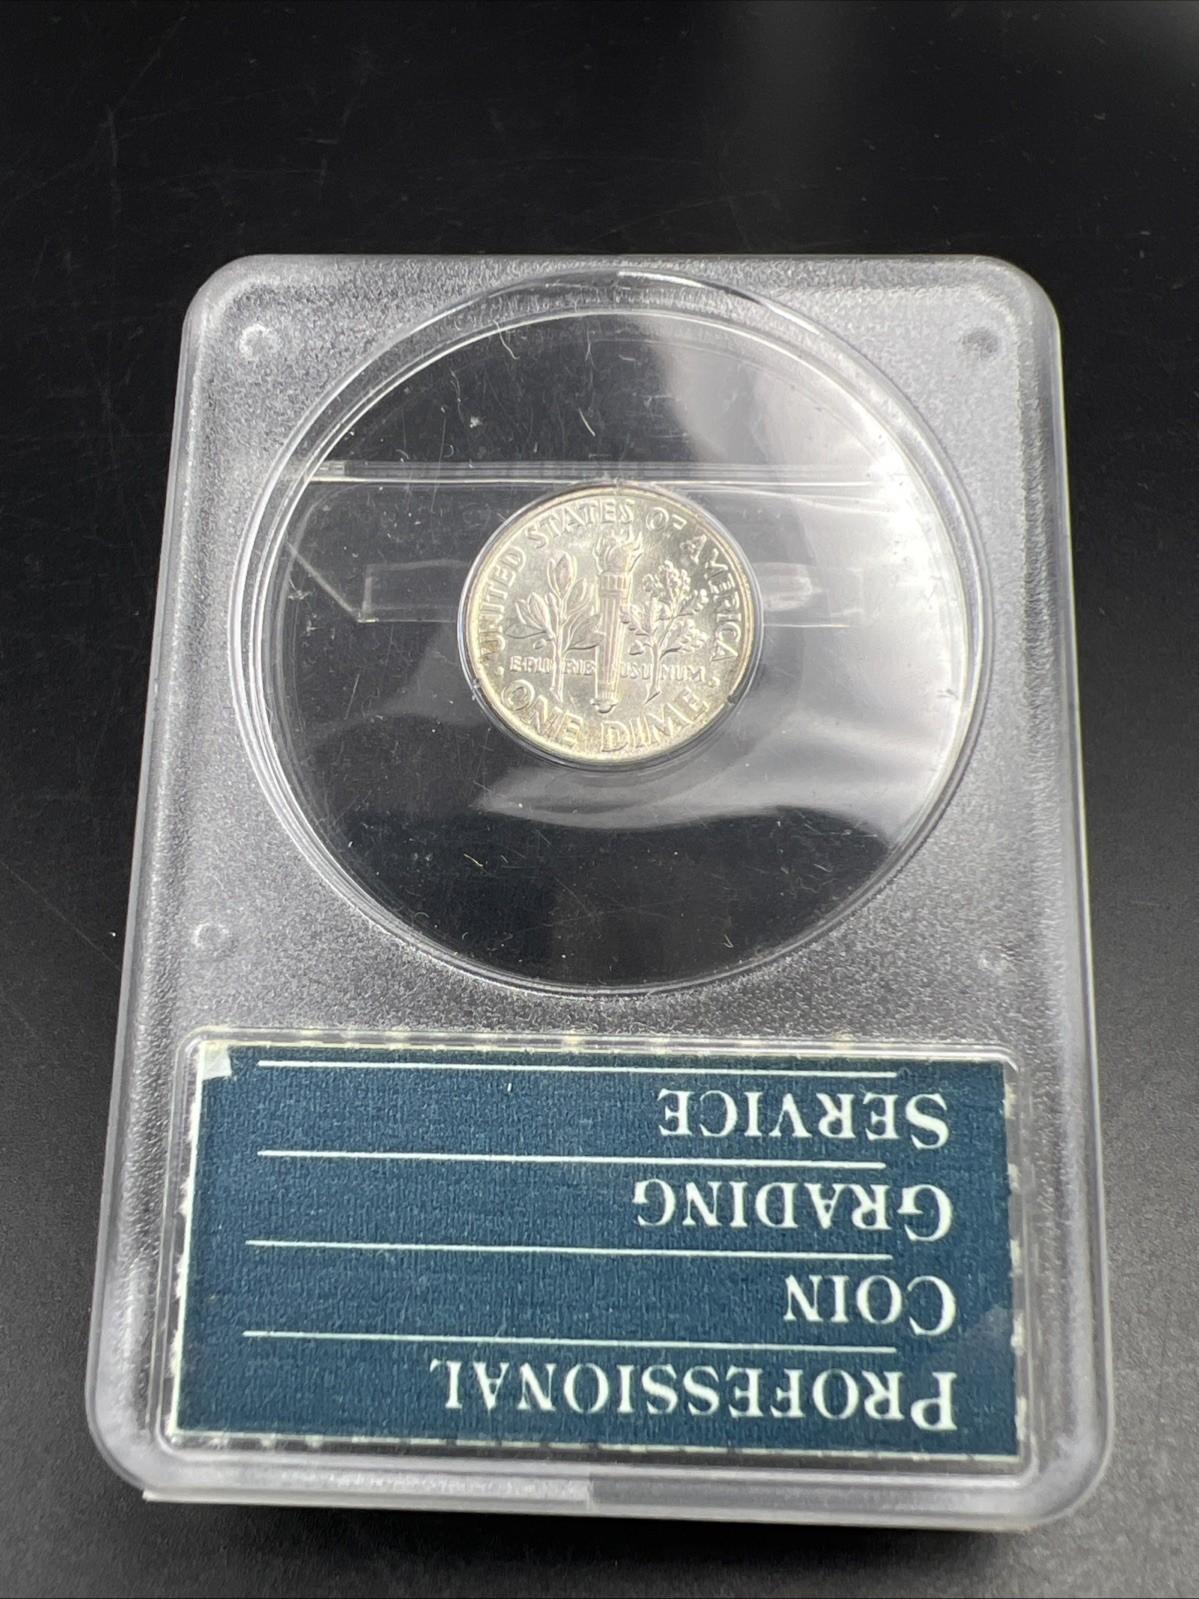 UNITED STATES OF AMERICA
E·PLURIBUS UNUM
ONE DIME
PROFESSIONAL
COIN
GRADING
SERVICE